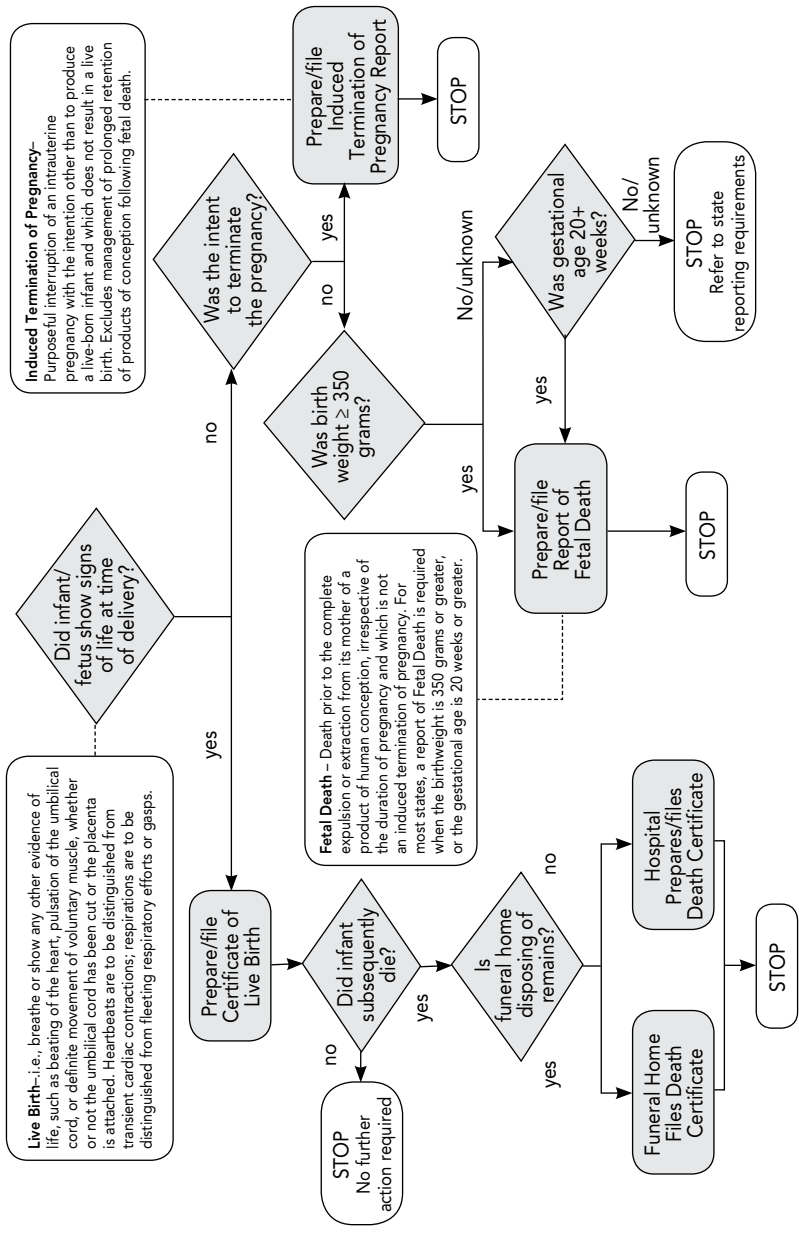 Live Birth–.i.e., breathe or show any other evidence of
life, such as beating of the heart, pulsation of the umbilical
cord, or definite movement of voluntary muscle, whether
or not the umbilical cord has been cut or the placenta
is attached. Heartbeats are to be distinguished from
transient cardiac contractions; respirations are to be
distinguished from fleeting respiratory efforts or gasps.
Did infant/
fetus show signs
of life at time
of delivery?
Induced Termination of Pregnancy–
Purposeful interruption of an intrauterine
pregnancy with the intention other than to produce
a live-born infant and which does not result in a live
birth. Excludes management of prolonged retention
of products of conception following fetal death.
yes
no
Prepare/file
Certificate of
Live Birth
Was the intent
to terminate
the pregnancy?
no
yes
Did infant
subsequently
die?
no
yes
STOP
No further
action required
Fetal Death – Death prior to the complete
expulsion or extraction from its mother of a
product of human conception, irrespective of
the duration of pregnancy and which is not
an induced termination of pregnancy. For
most states, a report of Fetal Death is required
when the birthweight is 350 grams or greater,
or the gestational age is 20 weeks or greater.
Was birth
weight ≥ 350
grams?
Prepare/file
Induced
Termination of
Pregnancy Report
STOP
yes
No/unknown
Is
funeral home
disposing of
remains?
yes
no
Prepare/file
Report of
Fetal Death
yes
Was gestational
age 20+
weeks?
No/
unknown
Funeral Home
Files Death
Certificate
Hospital
Prepares/files
Death Certificate
STOP
STOP
STOP
Refer to state
reporting requirements